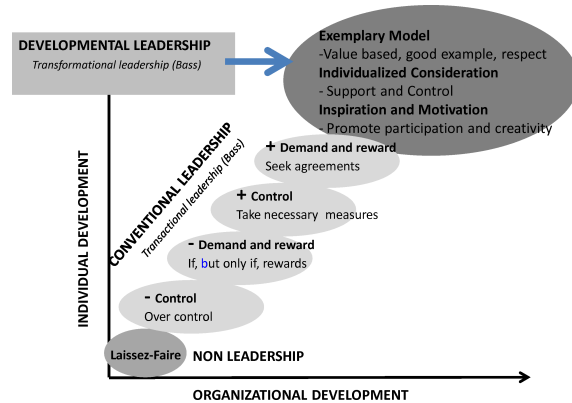 DEVELOPMENTAL LEADERSHIP
Transformational leadership (Bass)
Exemplary Model
-Value based, good example, respect
Individualized Consideration
- Support and Control
Inspiration and Motivation
- Promote participation and creativity
CONVENTIONAL LEADERSHIP
Transactional leadership (Bass)
+ Demand and reward
Seek agreements
+ Control
Take necessary measures
- Demand and reward
If, but only if, rewards
- Control
Over control
Laissez-Faire
NON LEADERSHIP
INDIVIDUAL DEVELOPMENT
ORGANIZATIONAL DEVELOPMENT